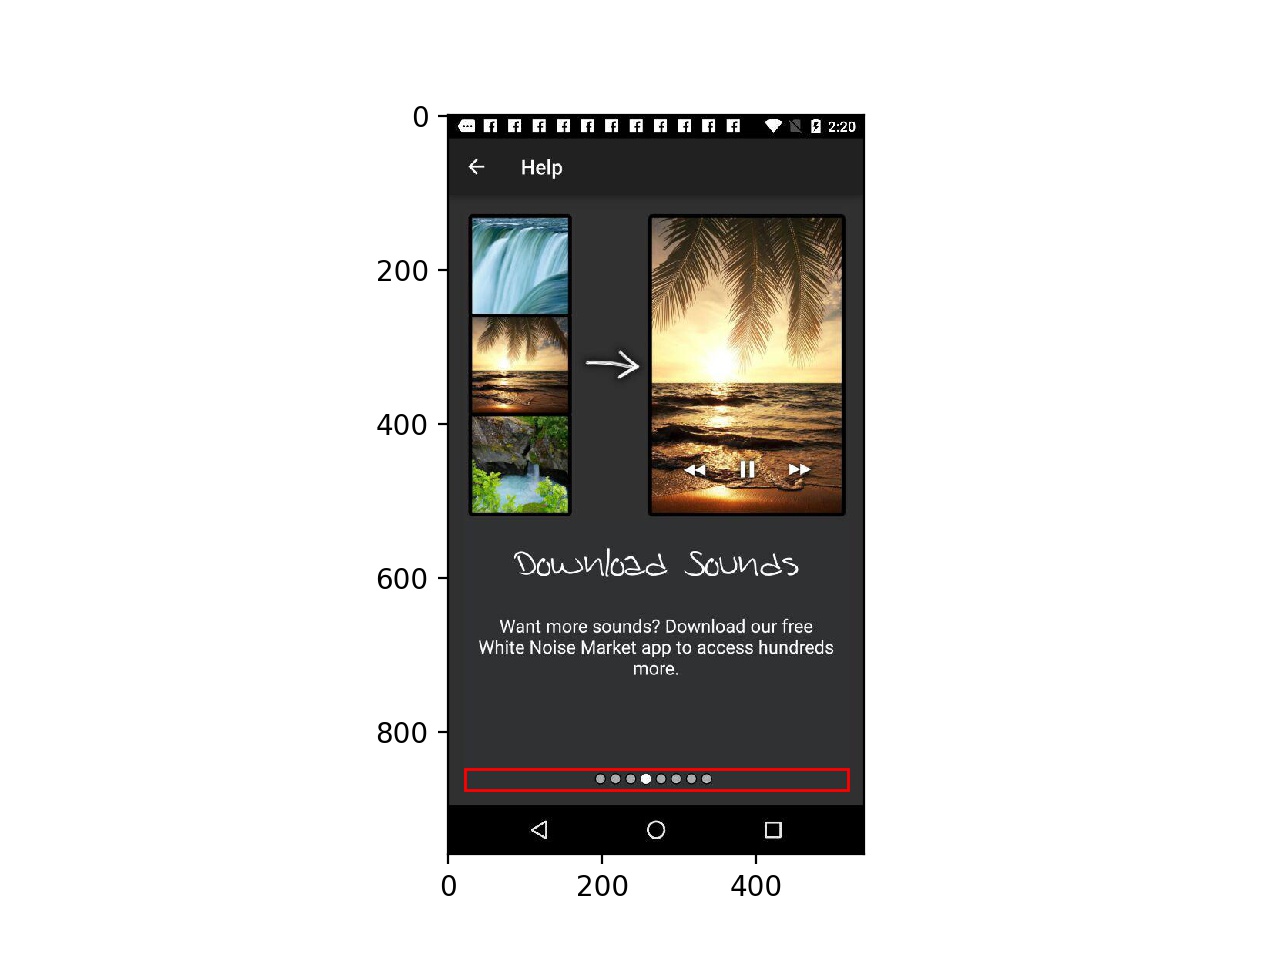 0
200
400
600
800
0
200
400
2:20
Help
Download Sounds
Want more sounds? Download our free
White Noise Market app to access hundreds
more.